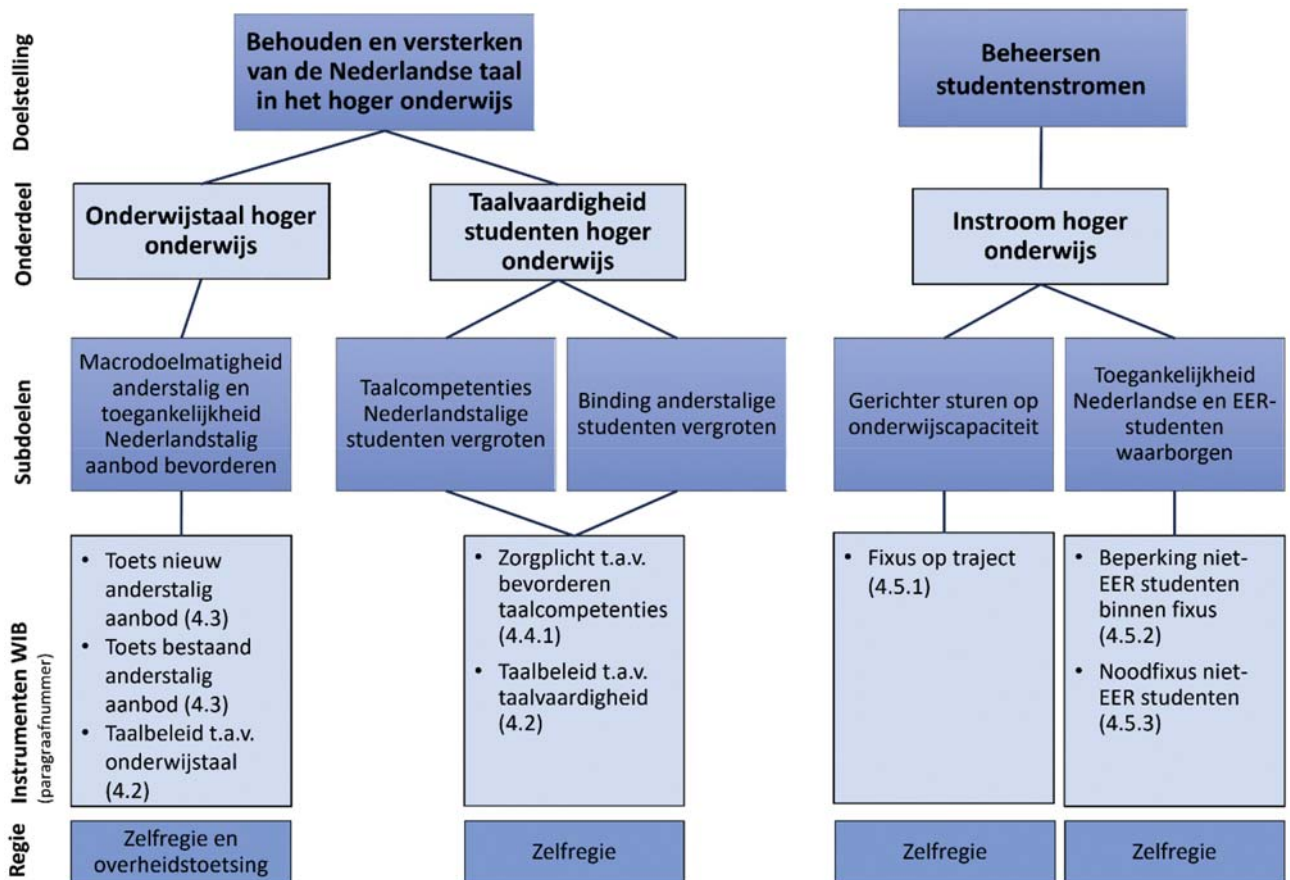 Doelstelling
Behouden en versterken
van de Nederlandse taal
in het hoger onderwijs
Beheersen
studentenstromen
Onderdeel
Onderwijstaal hoger
onderwijs
Taalvaardigheid
studenten hoger
onderwijs
Instroom hoger
onderwijs
Subdoelen
Macrodoelmatigheid
anderstalig en
toegankelijkheid
Nederlandstalig
aanbod bevorderen
Taalcompetenties
Nederlandstalige
studenten vergroten
Binding anderstalige
studenten vergroten
Gerichter sturen op
onderwijscapaciteit
Toegankelijkheid
Nederlandse en EER-
studenten
waarborgen
Instrumenten WIB
(paragraafnummer)
• Toets nieuw
anderstalig
aanbod (4.3)
• Toets bestaand
anderstalig
aanbod (4.3)
• Taalbeleid t.a.v.
onderwijstaal
(4.2)
• Zorgplicht t.a.v.
bevorderen
taalcompetenties
(4.4.1)
• Taalbeleid t.a.v.
taalvaardigheid
(4.2)
• Fixus op traject
(4.5.1)
• Beperking niet-
EER studenten
binnen fixus
(4.5.2)
• Noodfixus niet-
EER studenten
(4.5.3)
Regie
Zelfregie en
overheidstoetsing
Zelfregie
Zelfregie
Zelfregie